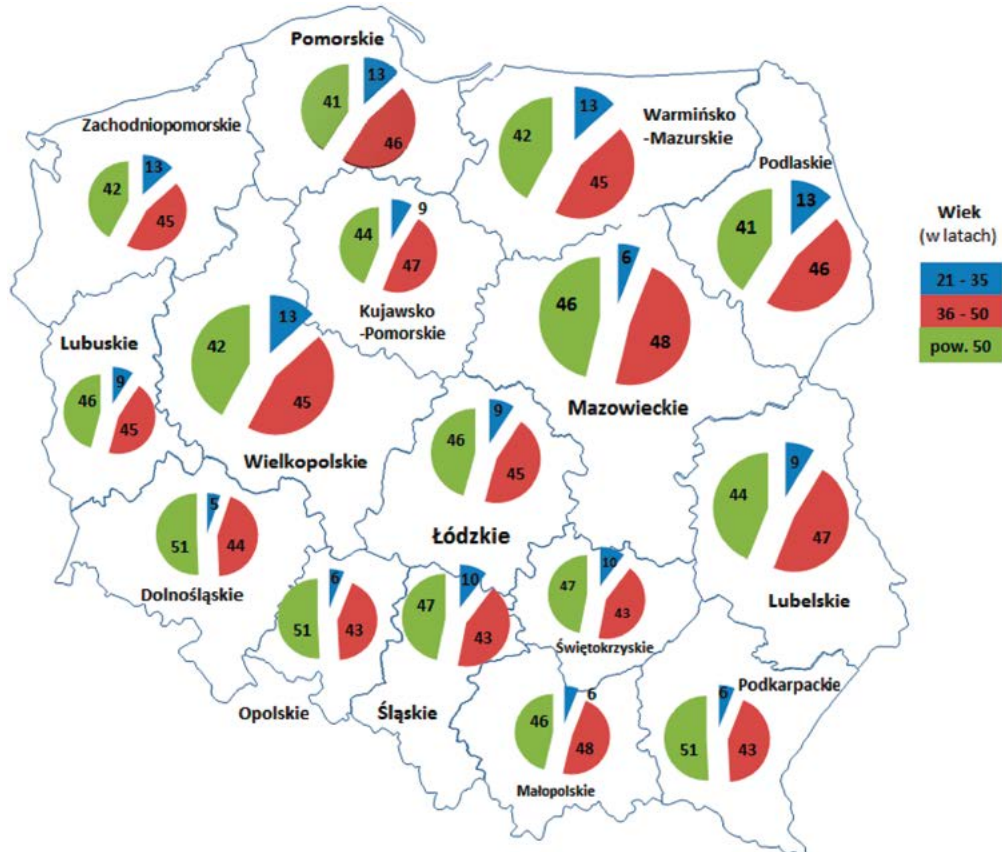 Pomorskie
13
41
46
Zachodniopomorskie
13
42
45
Warmińsko
-Mazurskie
13
42
45
Podlaskie
13
41
46
9
44
47
Kujawsko
-Pomorskie
Wiek
(w latach)
21 - 35
36 - 50
pow. 50
6
46
48
Mazowieckie
13
42
45
Wielkopolskie
Lubuskie
9
46
45
9
46
45
Łódzkie
9
44
47
Lubelskie
5
51
44
Dolnośląskie
6
51
43
Opolskie
10
47
43
Śląskie
10
47
43
Świętokrzyskie
6
46
48
Małopolskie
Podkarpackie
6
51
43